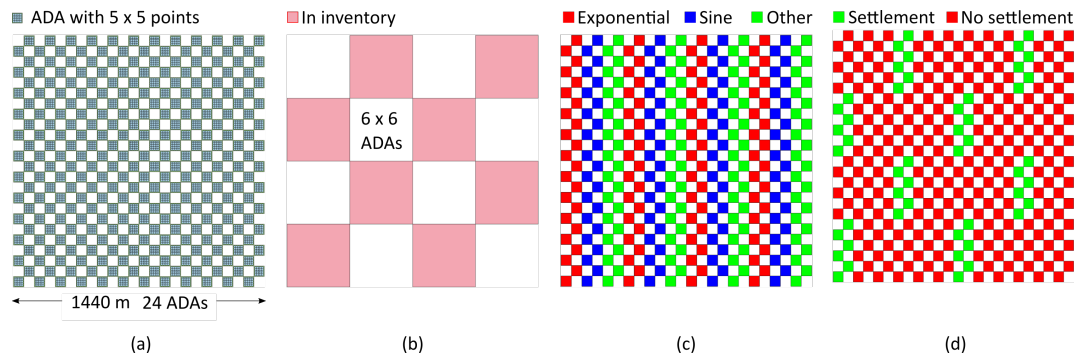 ADA with 5 x 5 points
In inventory
Exponential Sine Other
Settlement No settlement
6 x 6
ADAs
1440 m 24 ADAs
(a) (b) (c) (d)